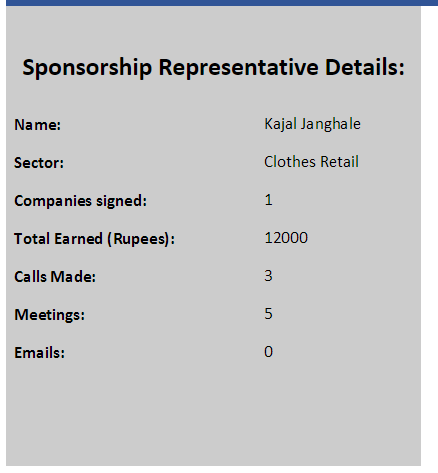 Sponsorship Representative Details:
Name: Kajal Janghale
Sector: Clothes Retail
Companies signed: 1
Total Earned (Rupees): 12000
Calls Made: 3
Meetings: 5
Emails: 0